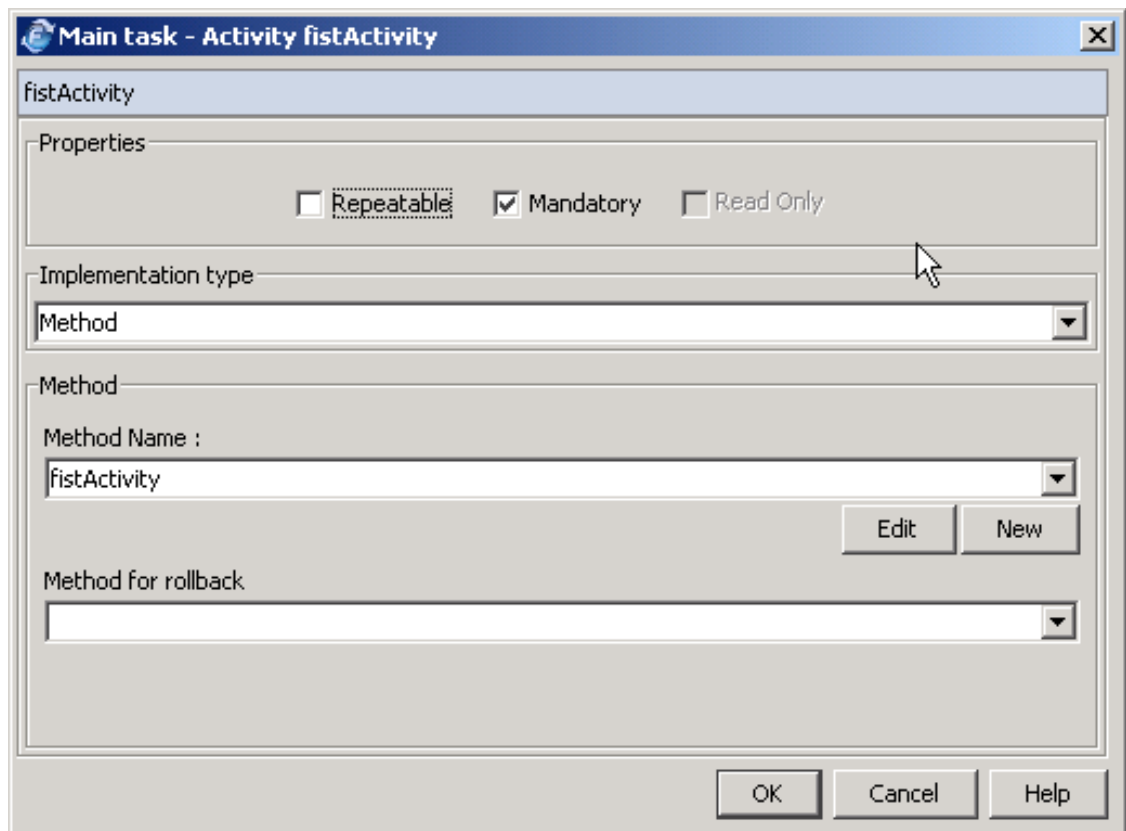 Main task - Activity fistActivity
fistActivity
Properties
Repeatable Mandatory Read Only
Implementation type
Method
Method
Method Name :
fistActivity
Edit New
Method for rollback
OK Cancel Help